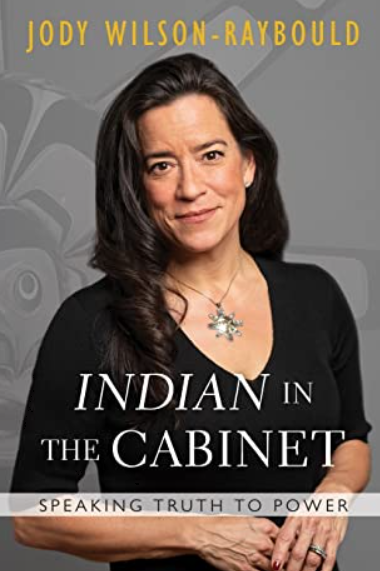 JODY WILSON-RAYBOULD
INDIAN IN
THE CABINET
SPEAKING TRUTH TO POWER